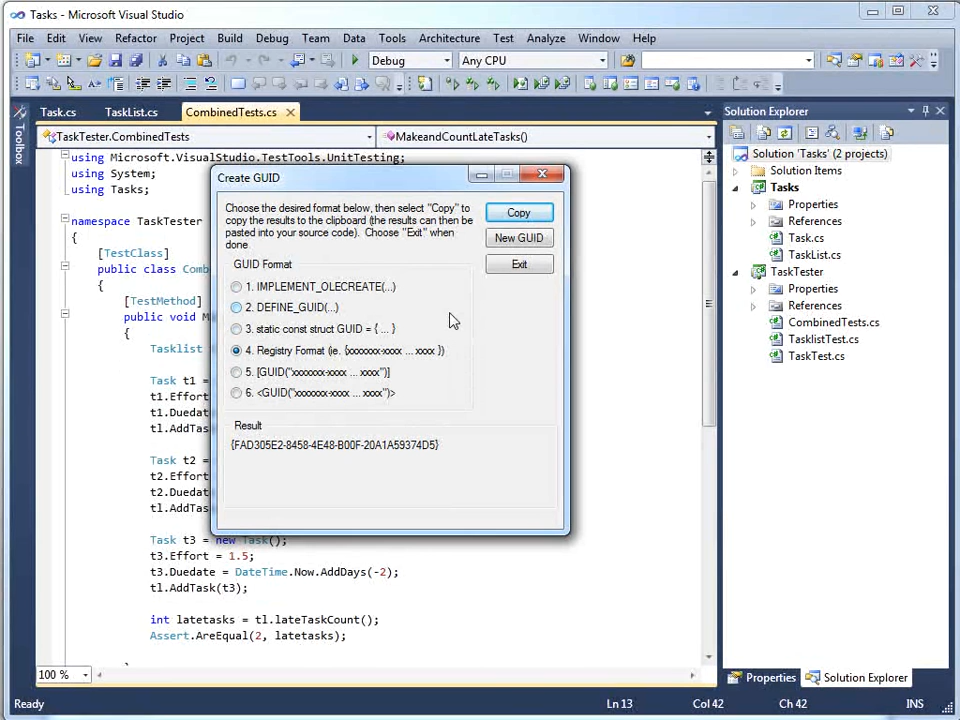 Tasks - Microsoft Visual Studio
File Edit View Refactor Project Build Debug Team Data Tools Architecture Test Analyze Window Help
Debug Any CPU
Task.cs TaskList.cs CombinedTests.cs
Toolbox
TaskTester.CombinedTests MakeandCountLateTasks()
using Microsoft.VisualStudio.TestTools.UnitTesting;
using System;
using Tasks;
namespace TaskTester
{
[TestClass]
public class Com
{
[TestMethod]
public void M
{
Tasklist
Task t1 =
t1.Effort
t1.Duedat
tl.AddTas
Task t2 =
t2.Effort
t2.Duedat
tl.AddTas
Task t3 = new Task();
t3.Effort = 1.5;
t3.Duedate = DateTime.Now.AddDays(-2);
tl.AddTask(t3);
int latetasks = tl.lateTaskCount();
Assert.AreEqual(2, latetasks);
100 %
Create GUID
Choose the desired format below, then select "Copy" to
copy the results to the clipboard (the results can then be
pasted into your source code). Choose "Exit" when
done.
Copy
New GUID
Exit
GUID Format
1. IMPLEMENT_OLECREATE(...)
2. DEFINE_GUID(...)
3. static const struct GUID = { ... }
4. Registry Format (ie. {xxxxxxx-xxxx ... xxxx })
5. [GUID("xxxxxxx-xxxx ... xxxx")]
6. <GUID("xxxxxxx-xxxx ... xxxx")>
Result
{FAD305E2-8458-4E48-B00F-20A1A59374D5}
Solution Explorer
Solution 'Tasks' (2 projects)
Solution Items
Tasks
Properties
References
Task.cs
TaskList.cs
TaskTester
Properties
References
CombinedTests.cs
TasklistTest.cs
TaskTest.cs
Properties Solution Explorer
Ready Ln 13 Col 42 Ch 42 INS